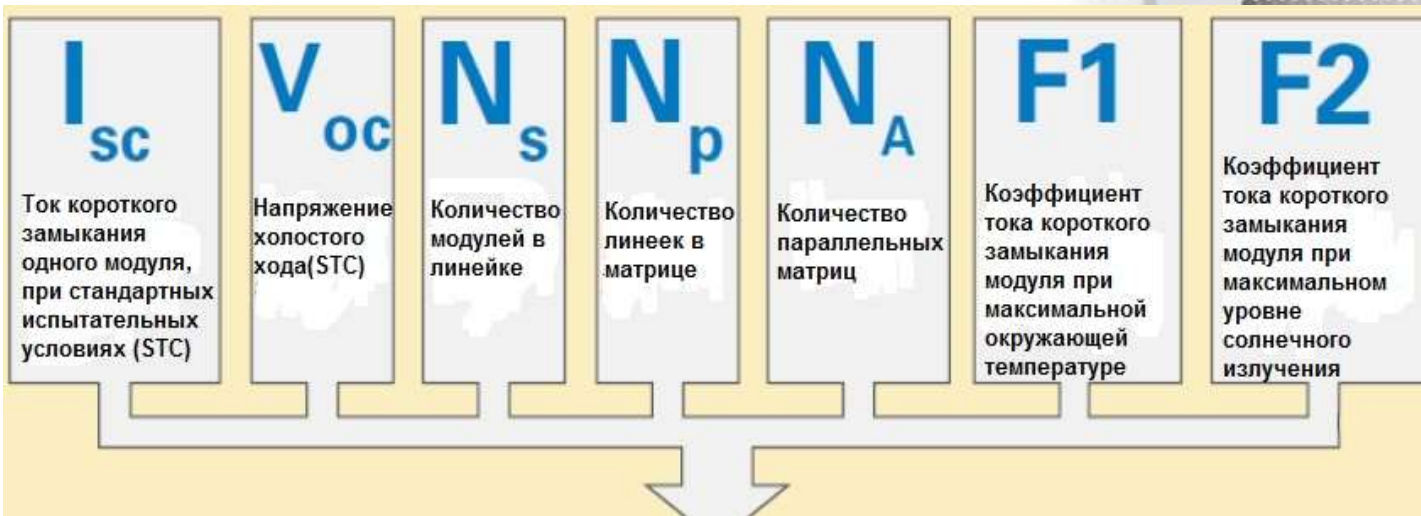 I sc
Ток короткого
замыкания
одного модуля,
при стандартных
испытательных
условиях (STC)
V oc
Напряжение
холостого
хода(STC)
N s
Количество
модулей в
линейке
N p
Количество
линеек в
матрице
N A
Количество
параллельных
матриц
F1
Коэффициент
тока короткого
замыкания
модуля при
максимальной
окружающей
температуре
F2
Коэффициент
тока короткого
замыкания
модуля при
максимальном
уровне
солнечного
излучения